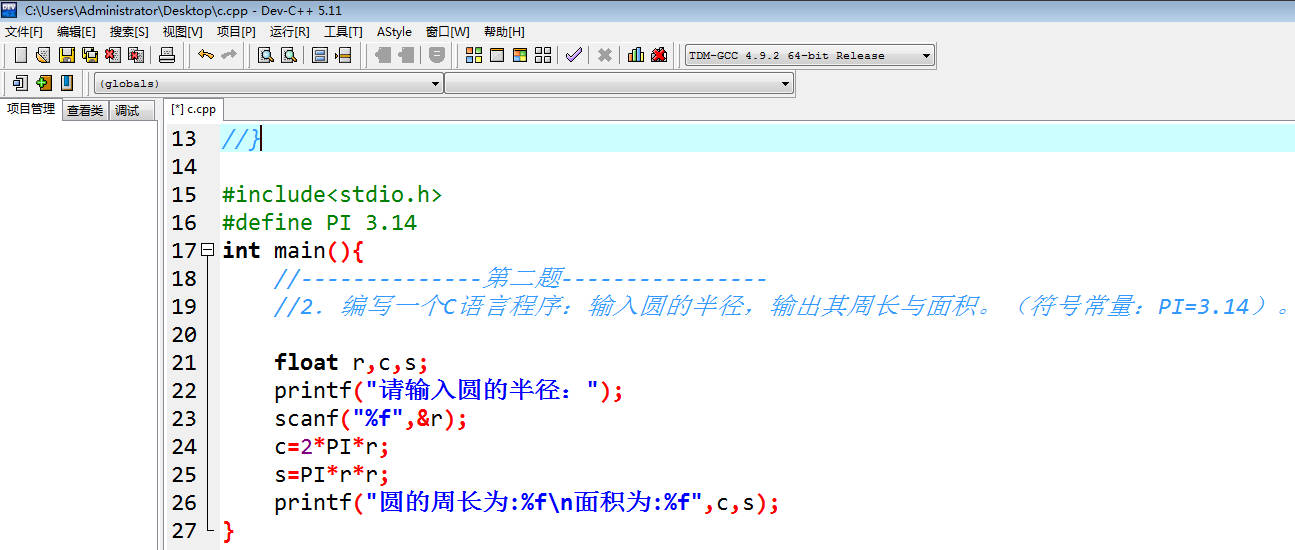 C:\Users\Administrator\Desktop\c.cpp - Dev-C++ 5.11
文件[F] 编辑[E] 搜索[S] 视图[V] 项目[P] 运行[R] 工具[T] AStyle 窗口[W] 帮助[H]
TDM-GCC 4.9.2 64-bit Release
(globals)
项目管理 查看类 调试 [*] c.cpp
13 //}
14
15 #include<stdio.h>
16 #define PI 3.14
17 int main(){
18 //--------------第二题----------------
19 //2. 编写一个C语言程序：输入圆的半径，输出其周长与面积。（符号常量：PI=3.14）。
20
21 float r,c,s;
22 printf("请输入圆的半径：");
23 scanf("%f",&r);
24 c=2*PI*r;
25 s=PI*r*r;
26 printf("圆的周长为:%f\n面积为:%f",c,s);
27 }